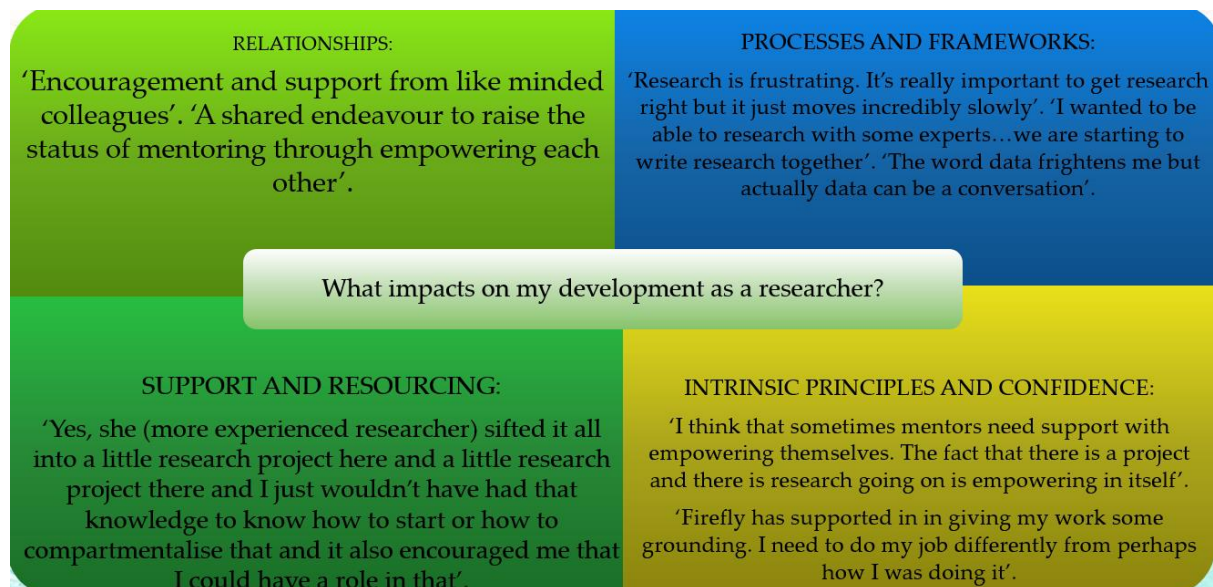 RELATIONSHIPS:
‘Encouragement and support from like minded
colleagues’. ‘A shared endeavour to raise the
status of mentoring through empowering each
other’.
PROCESSES AND FRAMEWORKS:
‘Research is frustrating. It’s really important to get research
right but it just moves incredibly slowly’. ‘I wanted to be
able to research with some experts…we are starting to
write research together’. ‘The word data frightens me but
actually data can be a conversation’.
What impacts on my development as a researcher?
SUPPORT AND RESOURCING:
‘Yes, she (more experienced researcher) sifted it all
into a little research project here and a little research
project there and I just wouldn’t have had that
knowledge to know how to start or how to
compartmentalise that and it also encouraged me that
I could have a role in that’.
INTRINSIC PRINCIPLES AND CONFIDENCE:
‘I think that sometimes mentors need support with
empowering themselves. The fact that there is a project
and there is research going on is empowering in itself’.
‘Firefly has supported in in giving my work some
grounding. I need to do my job differently from perhaps
how I was doing it’.